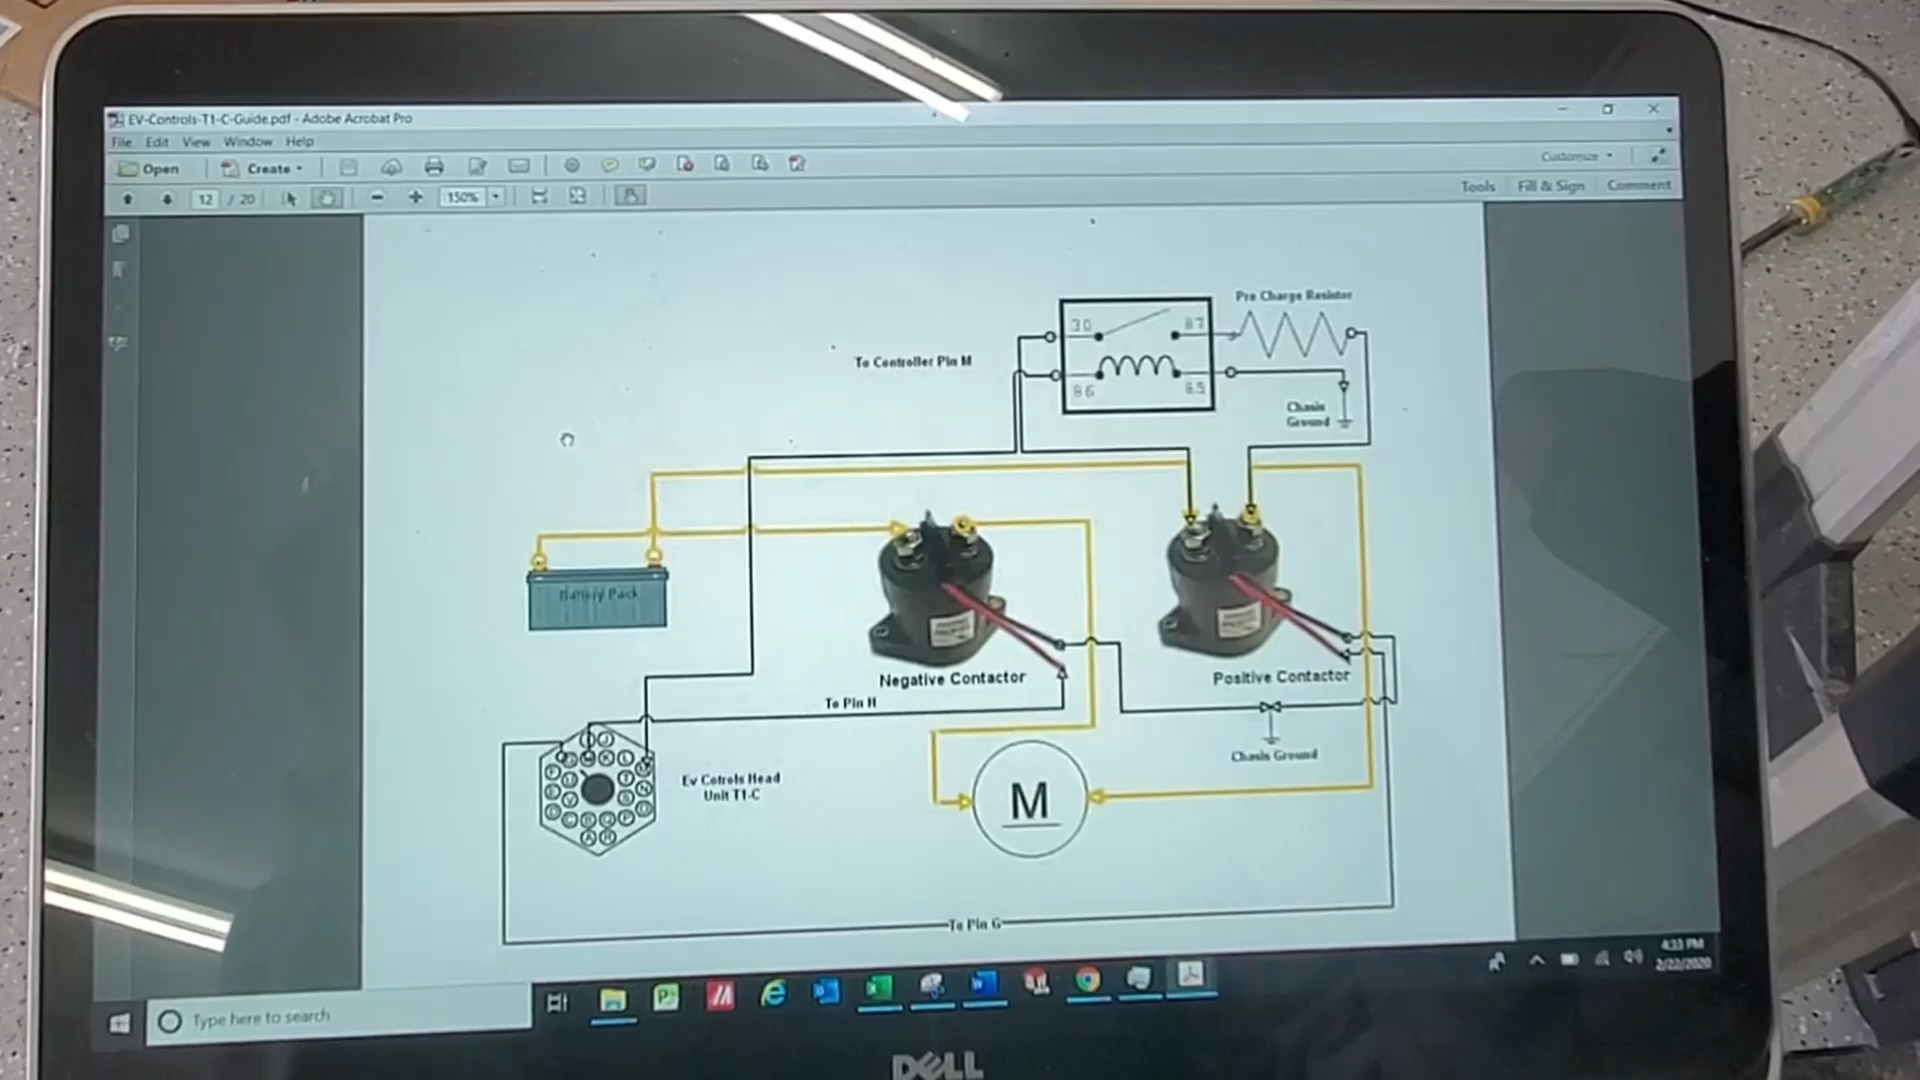 EV-Controls-T1-C-Guide.pdf - Adobe Acrobat Pro
File Edit View Window Help
Open Create Customize
12 / 20 150% Tools Fill & Sign Comment
Pre Charge Resistor
30 87
To Controller Pin M
86 85
Chasis
Ground
Battery Pack
Negative Contactor
Positive Contactor
To Pin H
Chasis Ground
Ev Cotrols Head
Unit T1-C
M
To Pin G
4:33 PM
2/22/2020
Type here to search
DELL